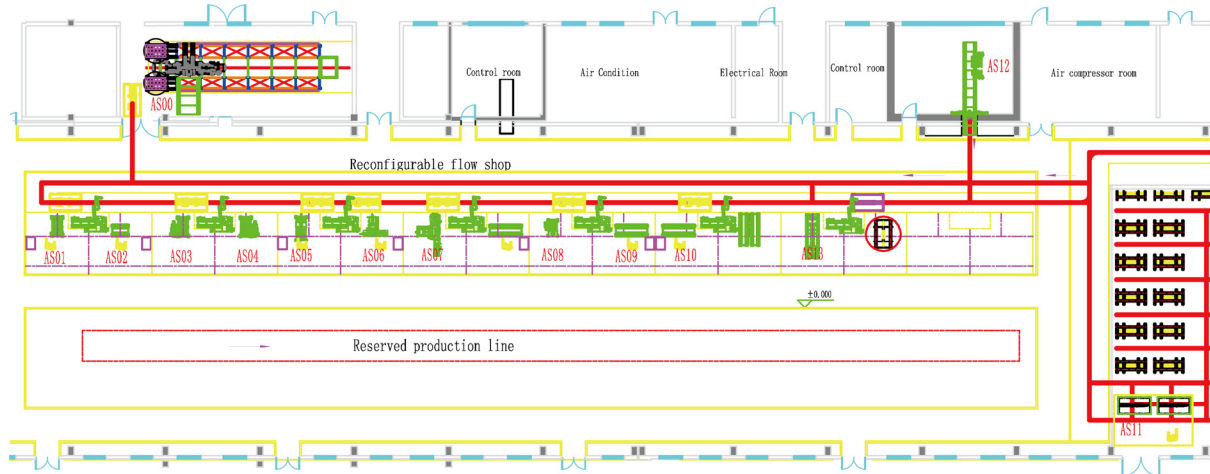 Control room
Air Condition
Electrical Room
Control room
AS12
Air compressor room
AS00
Reconfigurable flow shop
AS01
AS02
AS03
AS04
AS05
AS06
AS07
AS08
AS09
AS10
AS13
±0.000
Reserved production line
AS11